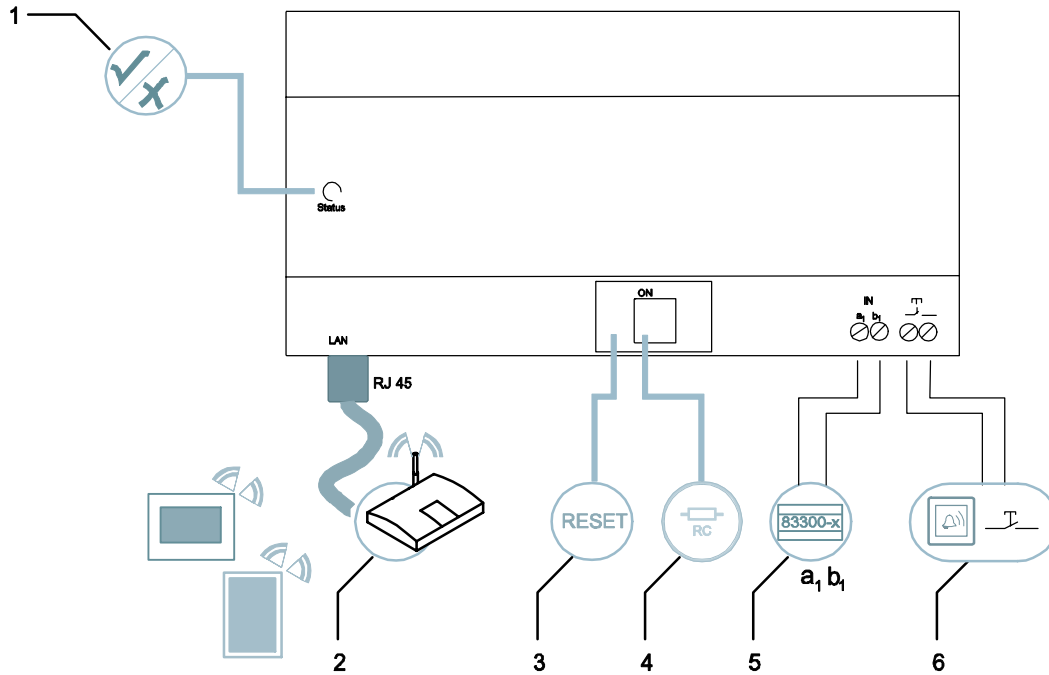 1
Status
ON
IN
a₁ b₁
LAN
RJ 45
RESET
RC
83300-x
a₁ b₁
2
3
4
5
6